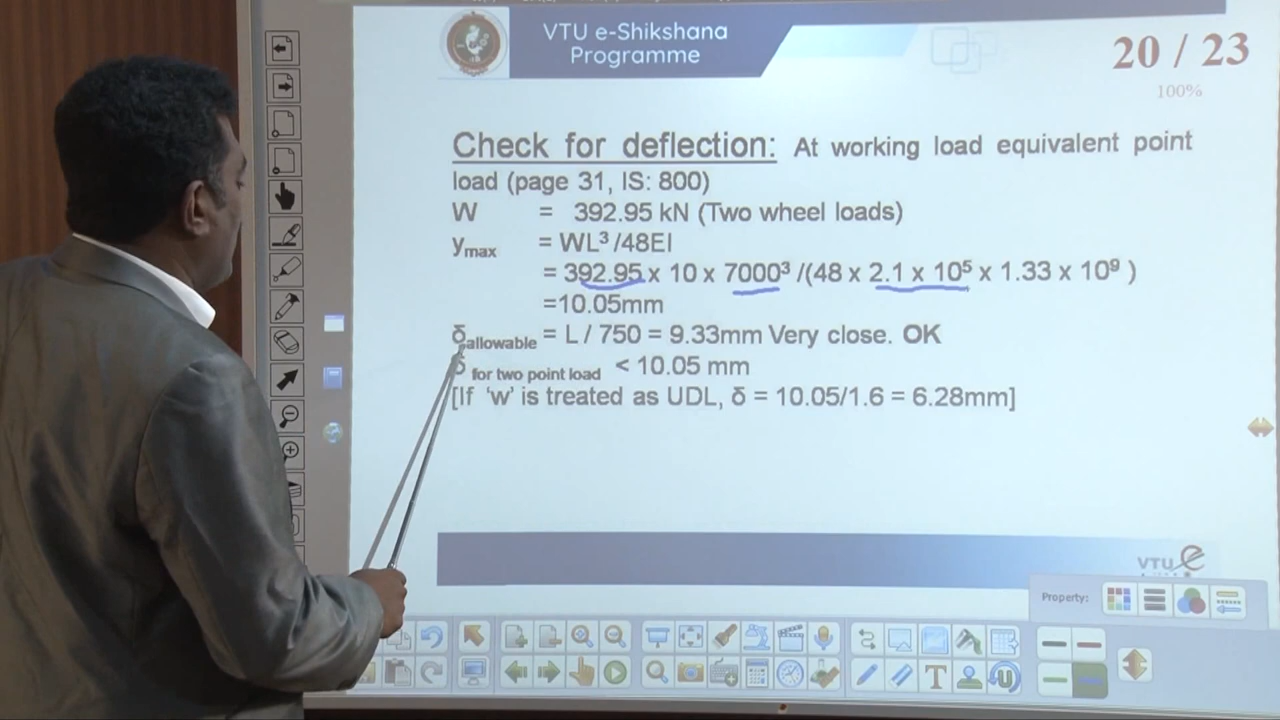 VTU e-Shikshana
Programme
20 / 23
100%
Check for deflection: At working load equivalent point
load (page 31, IS: 800)
W = 392.95 kN (Two wheel loads)
ymax = WL³ /48EI
= 392.95 x 10 x 7000³ /(48 x 2.1 x 10⁵ x 1.33 x 10⁹ )
=10.05mm
δallowable = L / 750 = 9.33mm Very close. OK
δ for two point load < 10.05 mm
[If 'w' is treated as UDL, δ = 10.05/1.6 = 6.28mm]
VTU e
Property: